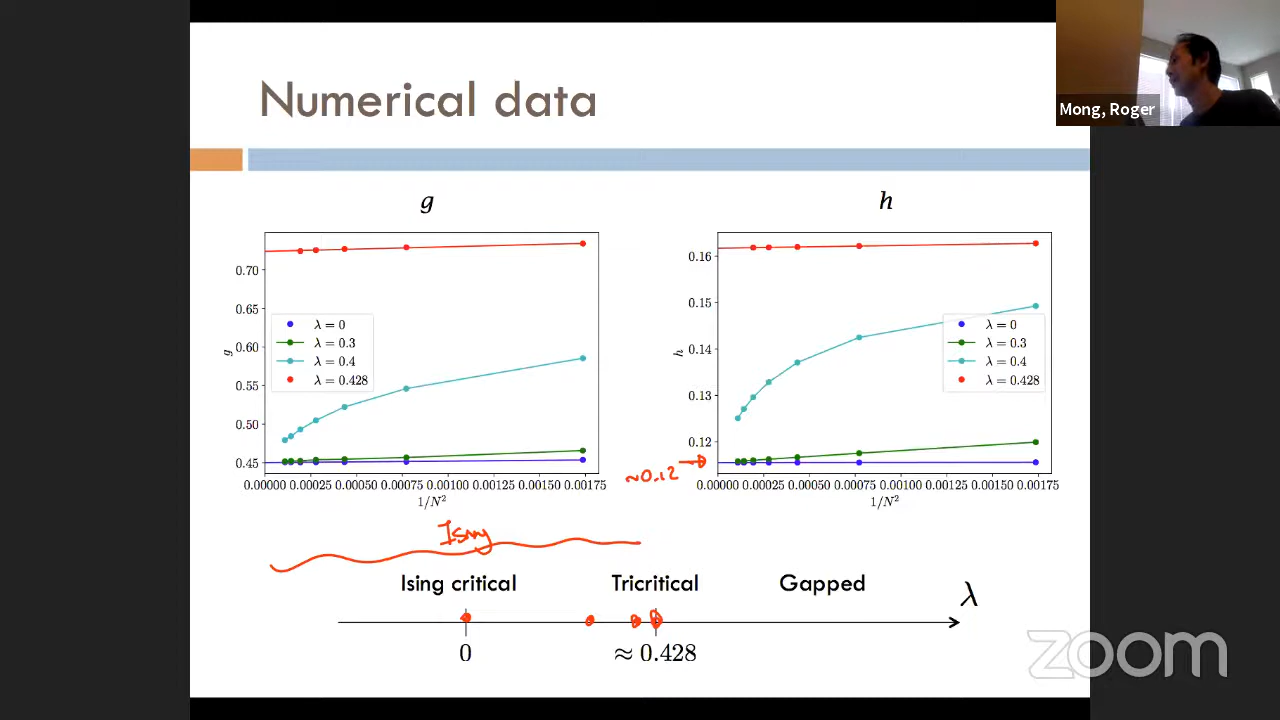 Numerical data
Mong, Roger
g
h
0.70
0.65
0.60
0.55
0.50
0.45
g
λ = 0
λ = 0.3
λ = 0.4
λ = 0.428
0.00000 0.00025 0.00050 0.00075 0.00100 0.00125 0.00150 0.00175
1/N²
0.16
0.15
0.14
0.13
0.12
h
λ = 0
λ = 0.3
λ = 0.4
λ = 0.428
0.00000 0.00025 0.00050 0.00075 0.00100 0.00125 0.00150 0.00175
1/N²
~0.12
Ising
Ising critical
Tricritical
Gapped
λ
0
≈ 0.428
zoom